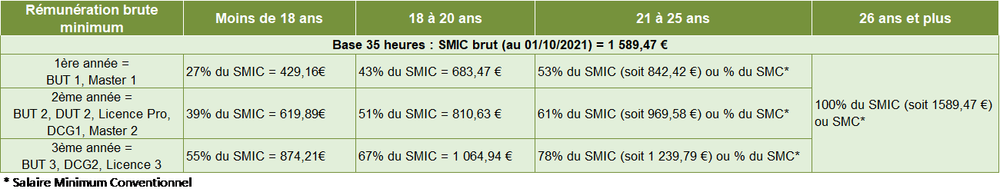 Rémunération brute
minimum
Moins de 18 ans
18 à 20 ans
21 à 25 ans
26 ans et plus
Base 35 heures : SMIC brut (au 01/10/2021) = 1 589,47 €
1ère année =
BUT 1, Master 1
27% du SMIC = 429,16€
43% du SMIC = 683,47 €
53% du SMIC (soit 842,42 €) ou % du SMC*
100% du SMIC (soit 1589,47 €)
ou SMC*
2ème année =
BUT 2, DUT 2, Licence Pro,
DCG1, Master 2
39% du SMIC = 619,89€
51% du SMIC = 810,63 €
61% du SMIC (soit 969,58 €) ou % du SMC*
3ème année =
BUT 3, DCG2, Licence 3
55% du SMIC = 874,21€
67% du SMIC = 1 064,94 €
78% du SMIC (soit 1 239,79 €) ou % du SMC*
* Salaire Minimum Conventionnel